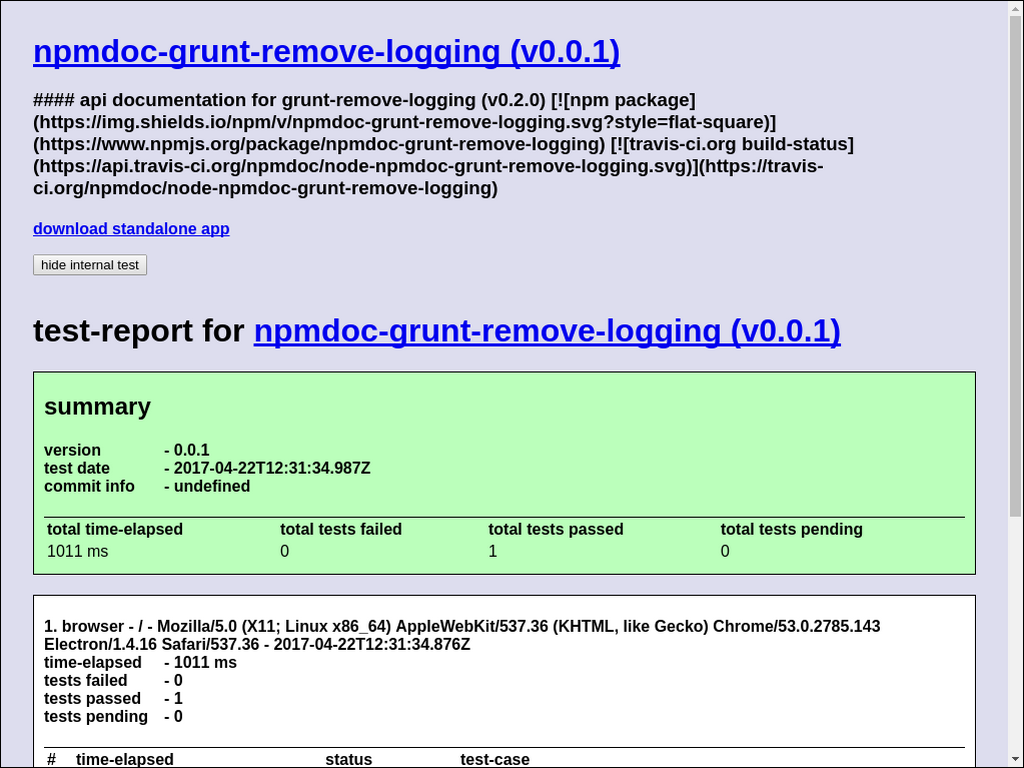 npmdoc-grunt-remove-logging (v0.0.1)
#### api documentation for grunt-remove-logging (v0.2.0) [![npm package]
(https://img.shields.io/npm/v/npmdoc-grunt-remove-logging.svg?style=flat-square)]
(https://www.npmjs.org/package/npmdoc-grunt-remove-logging) [![travis-ci.org build-status]
(https://api.travis-ci.org/npmdoc/node-npmdoc-grunt-remove-logging.svg)](https://travis-
ci.org/npmdoc/node-npmdoc-grunt-remove-logging)
download standalone app
hide internal test
test-report for npmdoc-grunt-remove-logging (v0.0.1)
summary
version - 0.0.1
test date - 2017-04-22T12:31:34.987Z
commit info - undefined
total time-elapsed total tests failed total tests passed total tests pending
1011 ms 0 1 0
1. browser - / - Mozilla/5.0 (X11; Linux x86_64) AppleWebKit/537.36 (KHTML, like Gecko) Chrome/53.0.2785.143
Electron/1.4.16 Safari/537.36 - 2017-04-22T12:31:34.876Z
time-elapsed - 1011 ms
tests failed - 0
tests passed - 1
tests pending - 0
# time-elapsed status test-case